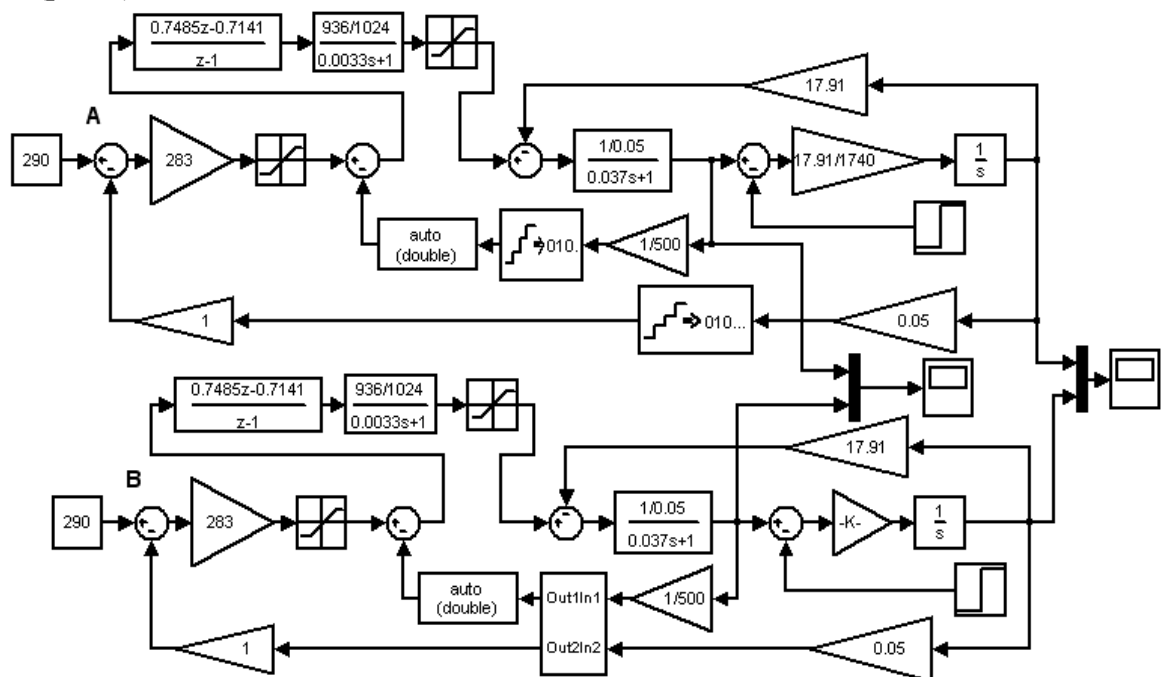 0.7485z-0.7141
z-1
936/1024
0.0033s+1
17.91
A
290
283
1/0.05
0.037s+1
17.91/1740
1
s
auto
(double)
010.
1/500
1
010...
0.05
0.7485z-0.7141
z-1
936/1024
0.0033s+1
17.91
B
290
283
1/0.05
0.037s+1
-K-
1
s
auto
(double)
Out1In1
1/500
Out2In2
1
0.05